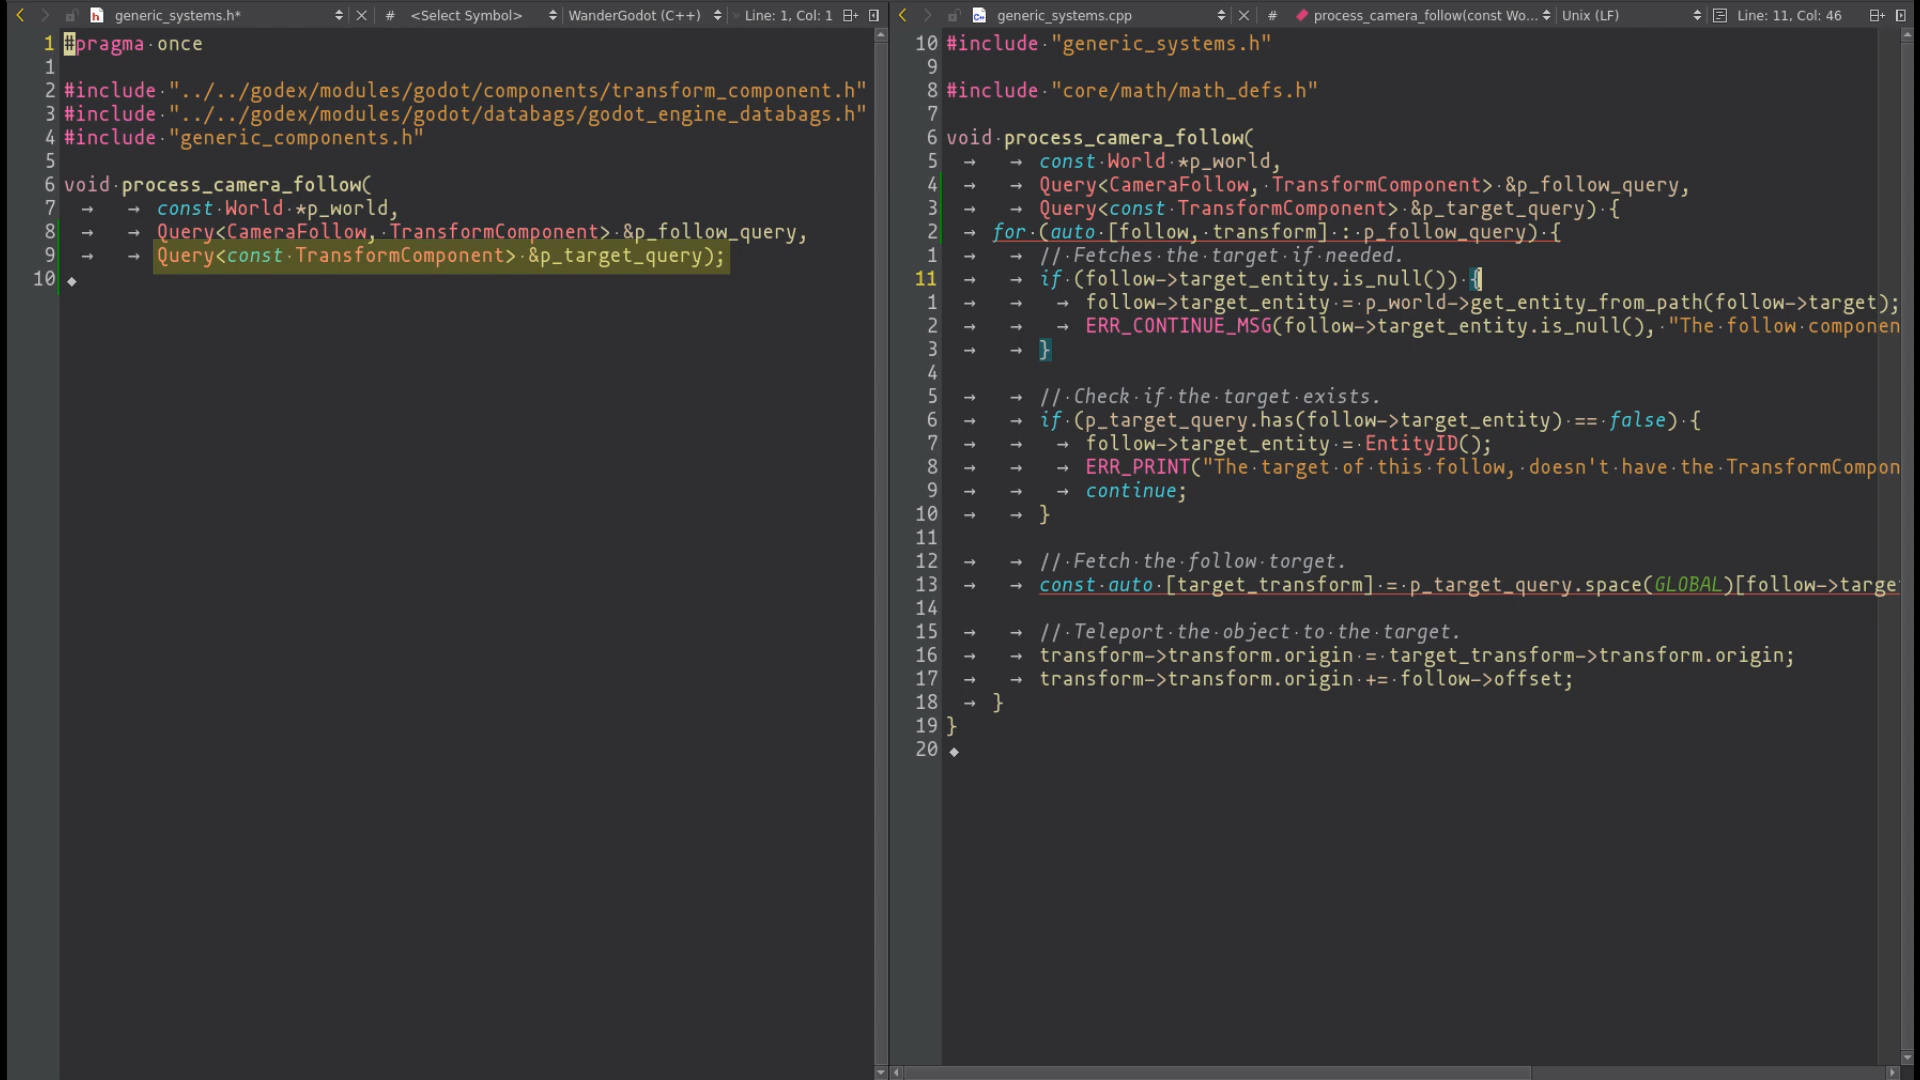 generic_systems.h*
#
<Select Symbol>
WanderGodot (C++)
»
Line: 1, Col: 1
1 #pragma once
1
2 #include "../../godex/modules/godot/components/transform_component.h"
3 #include "../../godex/modules/godot/databags/godot_engine_databags.h"
4 #include "generic_components.h"
5
6 void process_camera_follow(
7 const World *p_world,
8 Query<CameraFollow, TransformComponent> &p_follow_query,
9 Query<const TransformComponent> &p_target_query);
10
generic_systems.cpp
#
process_camera_follow(const Wo...
Unix (LF)
Line: 11, Col: 46
10 #include "generic_systems.h"
9
8 #include "core/math/math_defs.h"
7
6 void process_camera_follow(
5 const World *p_world,
4 Query<CameraFollow, TransformComponent> &p_follow_query,
3 Query<const TransformComponent> &p_target_query) {
2 for (auto [follow, transform] : p_follow_query) {
1 // Fetches the target if needed.
11 if (follow->target_entity.is_null()) {
1 follow->target_entity = p_world->get_entity_from_path(follow->target);
2 ERR_CONTINUE_MSG(follow->target_entity.is_null(), "The follow componen
3 }
4
5 // Check if the target exists.
6 if (p_target_query.has(follow->target_entity) == false) {
7 follow->target_entity = EntityID();
8 ERR_PRINT("The target of this follow, doesn't have the TransformCompon
9 continue;
10 }
11
12 // Fetch the follow torget.
13 const auto [target_transform] = p_target_query.space(GLOBAL)[follow->targe
14
15 // Teleport the object to the target.
16 transform->transform.origin = target_transform->transform.origin;
17 transform->transform.origin += follow->offset;
18 }
19 }
20